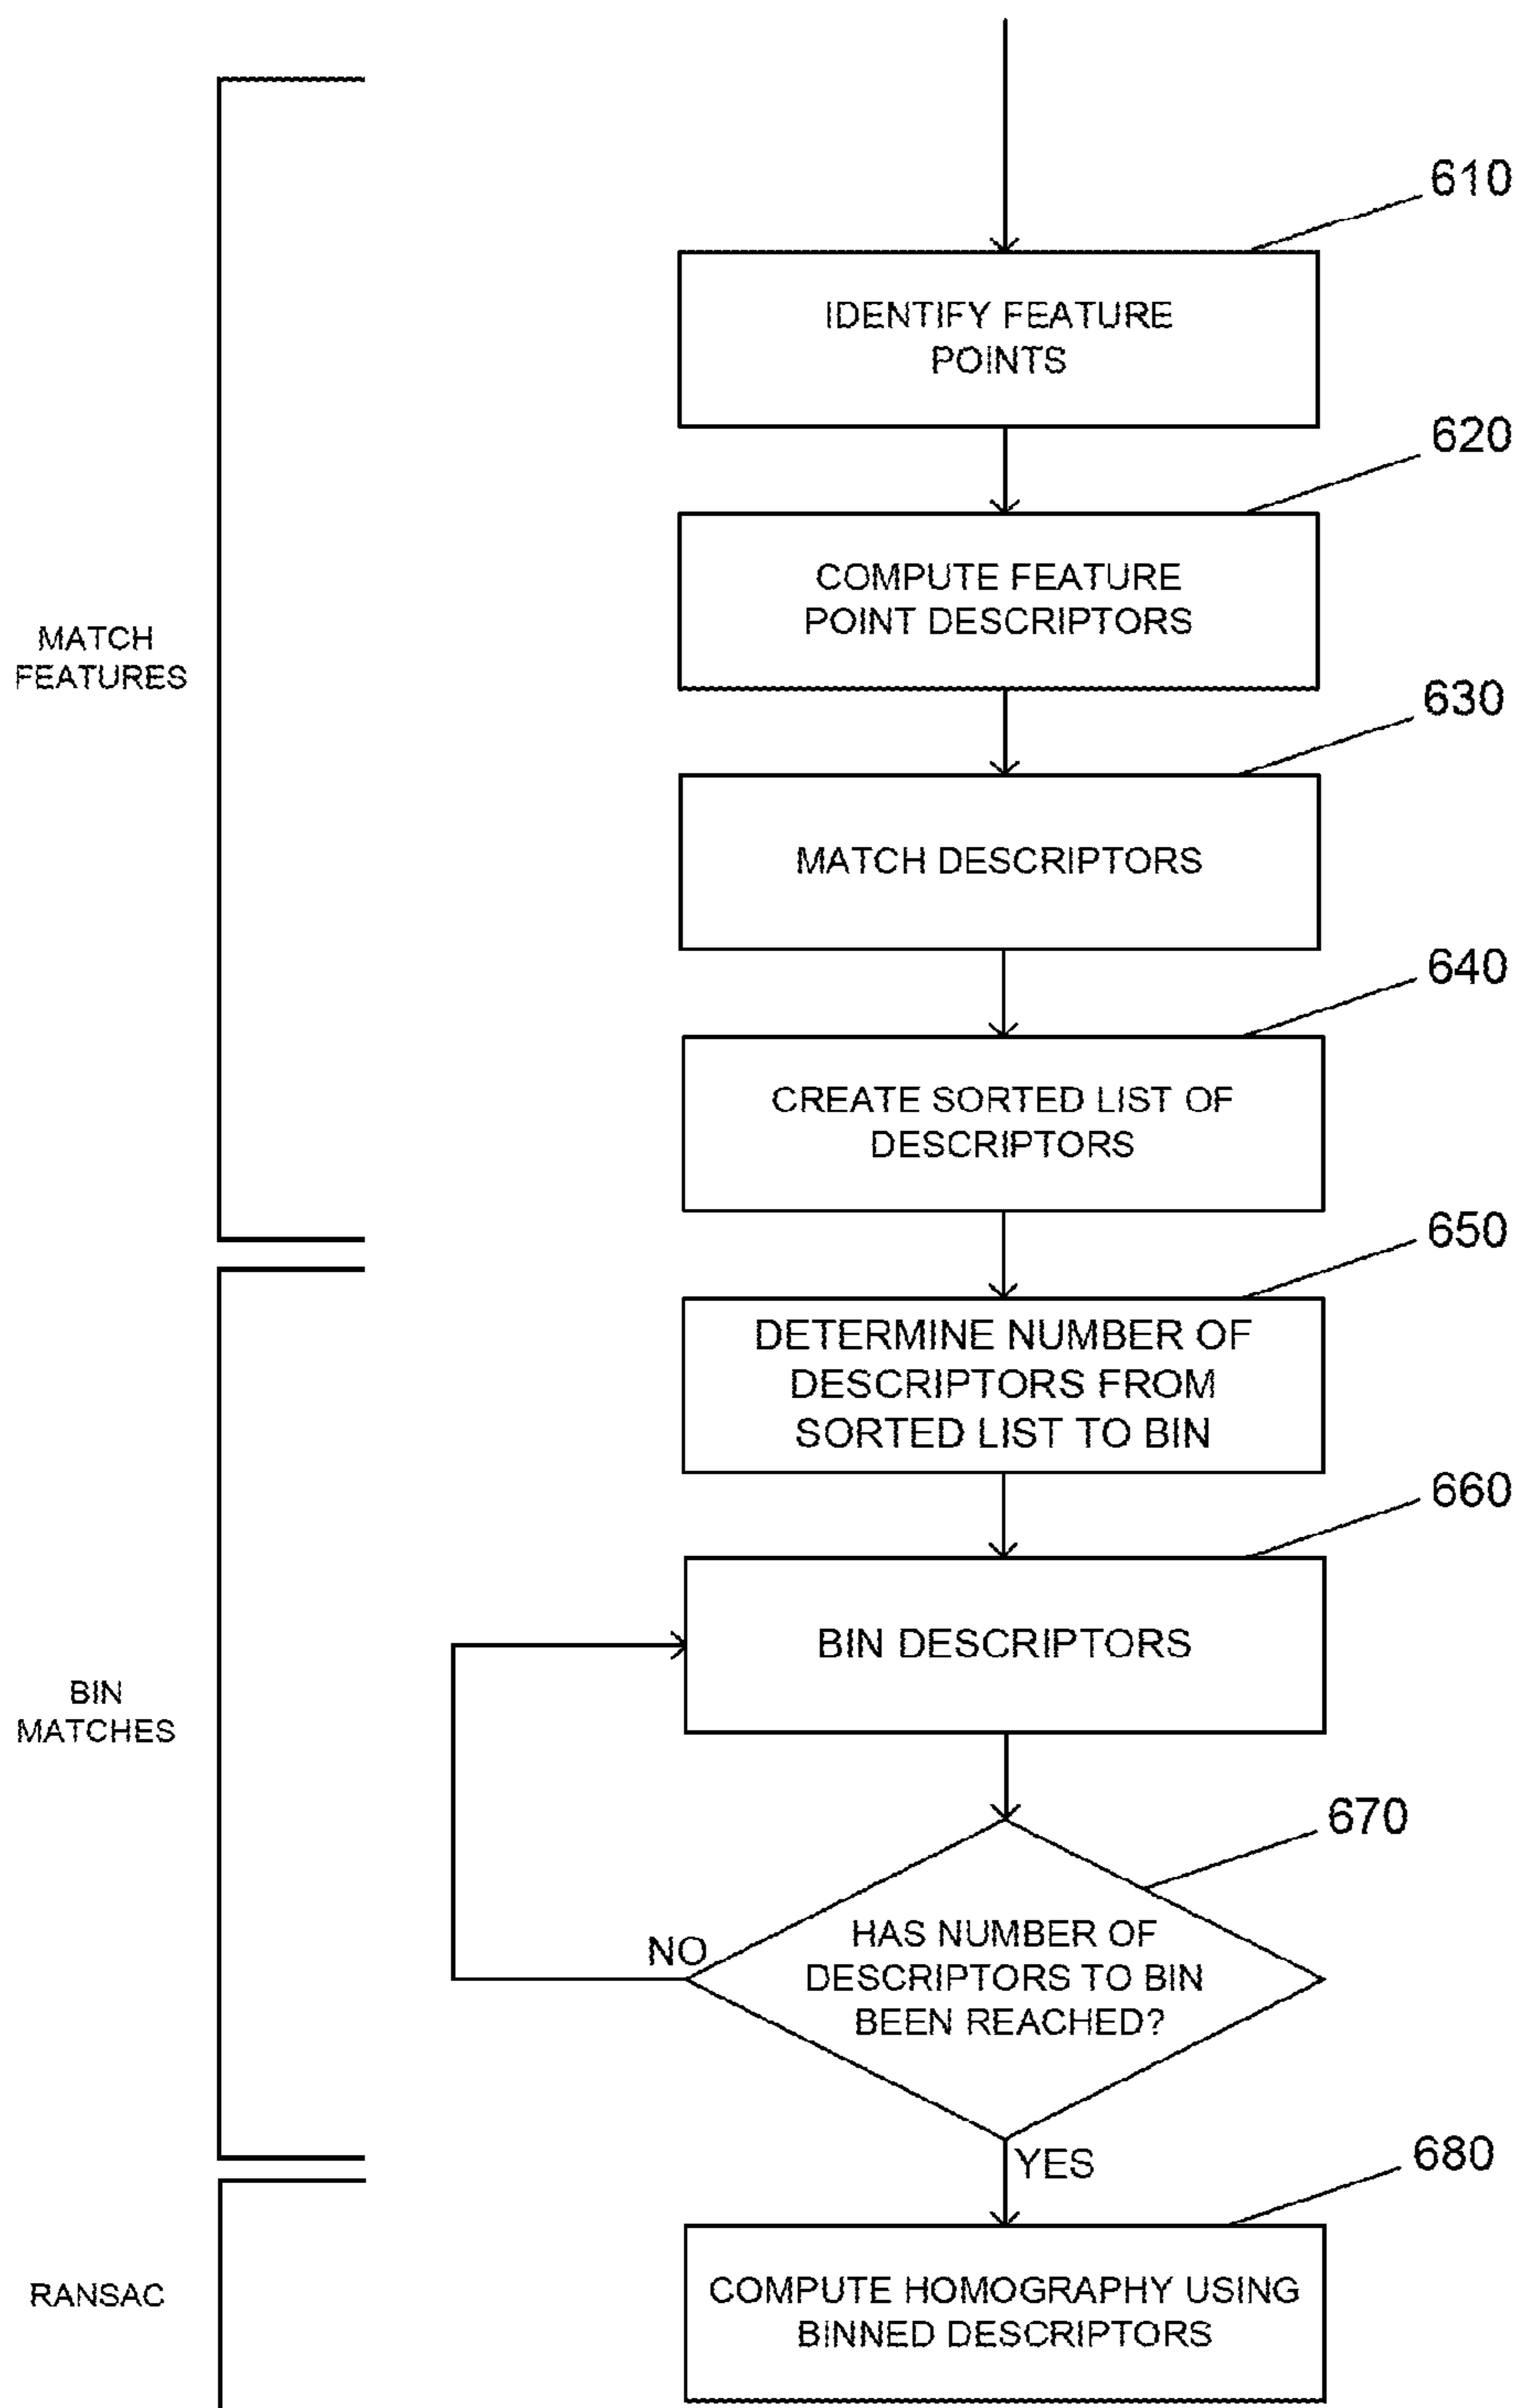 610
IDENTIFY FEATURE
POINTS
620
COMPUTE FEATURE
POINT DESCRIPTORS
MATCH
FEATURES
630
MATCH DESCRIPTORS
640
CREATE SORTED LIST OF
DESCRIPTORS
650
DETERMINE NUMBER OF
DESCRIPTORS FROM
SORTED LIST TO BIN
660
BIN DESCRIPTORS
BIN
MATCHES
670
HAS NUMBER OF
DESCRIPTORS TO BIN
BEEN REACHED?
NO
YES
680
RANSAC
COMPUTE HOMOGRAPHY USING
BINNED DESCRIPTORS